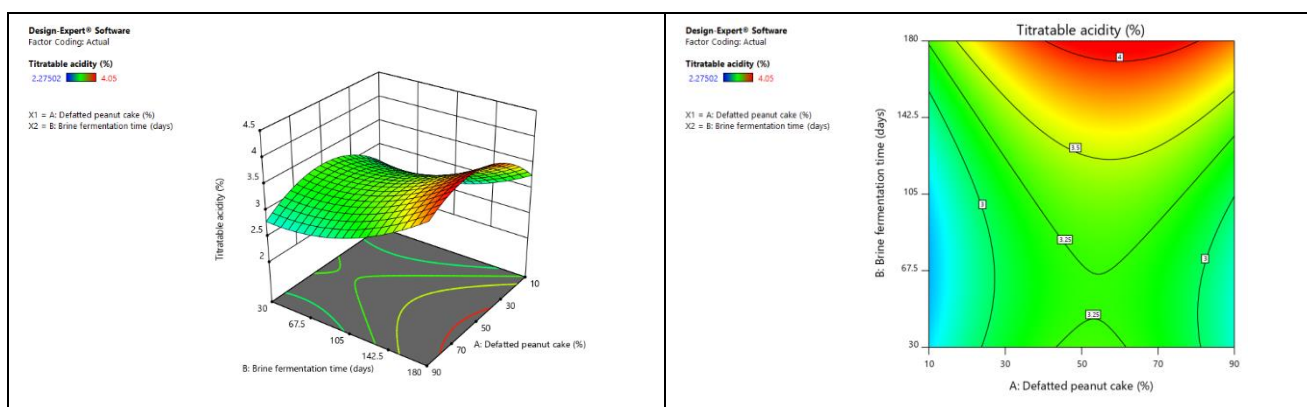 Design-Expert® Software
Factor Coding: Actual
Titratable acidity (%)
2.27502 4.05
X1 = A: Defatted peanut cake (%)
X2 = B: Brine fermentation time (days)
Titratable acidity (%)
4.5
4
3.5
3
2.5
2
30
67.5
105
142.5
180
B: Brine fermentation time (days)
10
30
50
70
90
A: Defatted peanut cake (%)
Design-Expert® Software
Factor Coding: Actual
Titratable acidity (%)
2.27502 4.05
X1 = A: Defatted peanut cake (%)
X2 = B: Brine fermentation time (days)
Titratable acidity (%)
B: Brine fermentation time (days)
180
142.5
105
67.5
30
4
3.5
3
3.25
3
3.25
10 30 50 70 90
A: Defatted peanut cake (%)